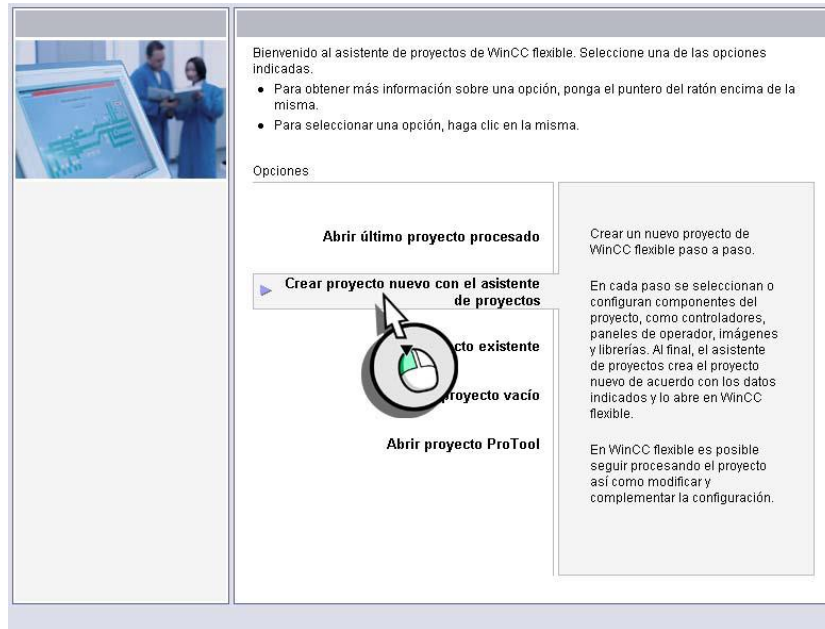 Bienvenido al asistente de proyectos de WinCC flexible. Seleccione una de las opciones
indicadas.
• Para obtener más información sobre una opción, ponga el puntero del ratón encima de la
misma.
• Para seleccionar una opción, haga clic en la misma.
Opciones
Abrir último proyecto procesado
Crear proyecto nuevo con el asistente
de proyectos
cto existente
proyecto vacío
Abrir proyecto ProTool
Crear un nuevo proyecto de
WinCC flexible paso a paso.
En cada paso se seleccionan o
configuran componentes del
proyecto, como controladores,
paneles de operador, imágenes
y librerías. Al final, el asistente
de proyectos crea el proyecto
nuevo de acuerdo con los datos
indicados y lo abre en WinCC
flexible.
En WinCC flexible es posible
seguir procesando el proyecto
así como modificar y
complementar la configuración.